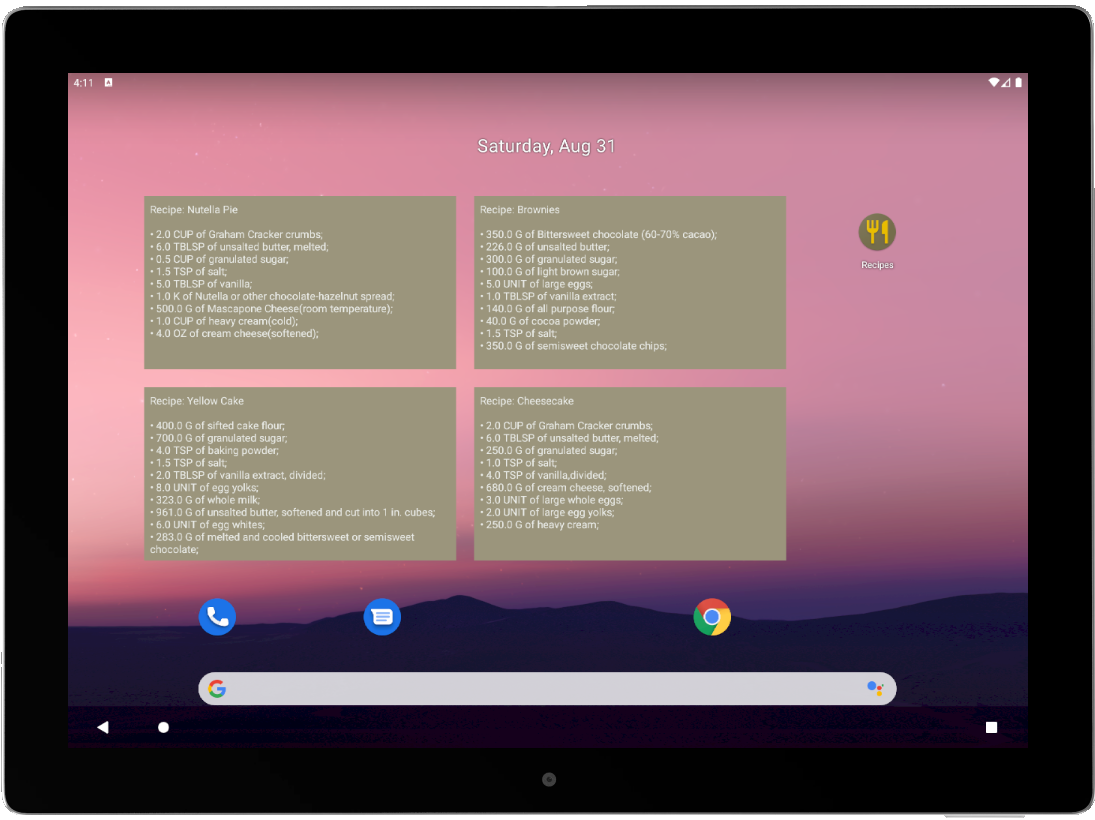 4:11
Saturday, Aug 31
Recipe: Nutella Pie
• 2.0 CUP of Graham Cracker crumbs;
• 6.0 TBLSP of unsalted butter, melted;
• 0.5 CUP of granulated sugar;
• 1.5 TSP of salt;
• 5.0 TBLSP of vanilla;
• 1.0 K of Nutella or other chocolate-hazelnut spread;
• 500.0 G of Mascapone Cheese(room temperature);
• 1.0 CUP of heavy cream(cold);
• 4.0 OZ of cream cheese(softened);
Recipe: Brownies
• 350.0 G of Bittersweet chocolate (60-70% cacao);
• 226.0 G of unsalted butter;
• 300.0 G of granulated sugar;
• 100.0 G of light brown sugar;
• 5.0 UNIT of large eggs;
• 1.0 TBLSP of vanilla extract;
• 140.0 G of all purpose flour;
• 40.0 G of cocoa powder;
• 1.5 TSP of salt;
• 350.0 G of semisweet chocolate chips;
Recipes
Recipe: Yellow Cake
• 400.0 G of sifted cake flour;
• 700.0 G of granulated sugar;
• 4.0 TSP of baking powder;
• 1.5 TSP of salt;
• 2.0 TBLSP of vanilla extract, divided;
• 8.0 UNIT of egg yolks;
• 323.0 G of whole milk;
• 961.0 G of unsalted butter, softened and cut into 1 in. cubes;
• 6.0 UNIT of egg whites;
• 283.0 G of melted and cooled bittersweet or semisweet
chocolate;
Recipe: Cheesecake
• 2.0 CUP of Graham Cracker crumbs;
• 6.0 TBLSP of unsalted butter, melted;
• 250.0 G of granulated sugar;
• 1.0 TSP of salt;
• 4.0 TSP of vanilla,divided;
• 680.0 G of cream cheese, softened;
• 3.0 UNIT of large whole eggs;
• 2.0 UNIT of large egg yolks;
• 250.0 G of heavy cream;